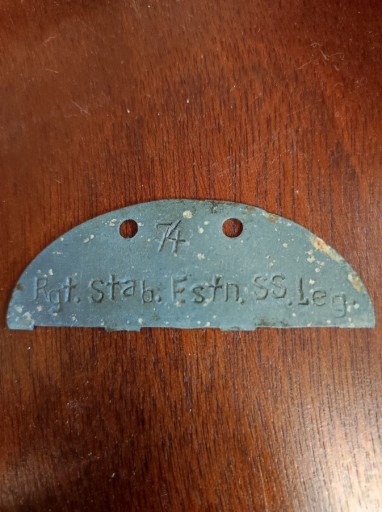 74
Rgt. Stab. Estn. SS. Leg.